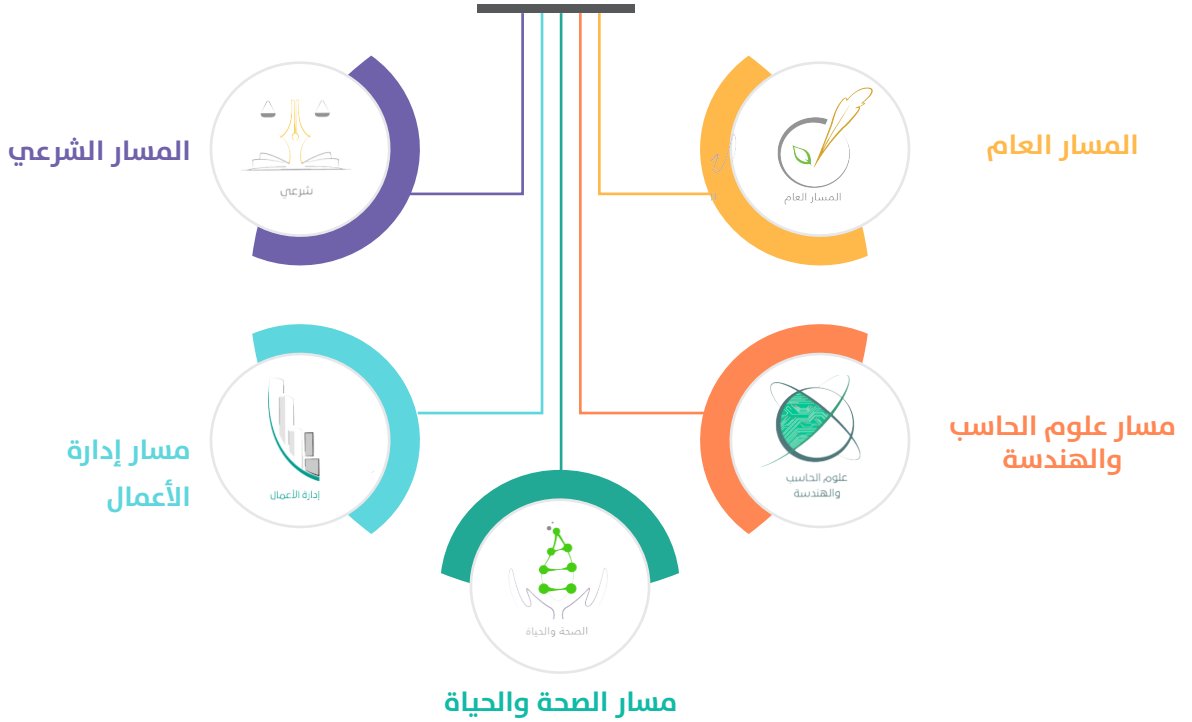 المسار العام
المسار العام
المسار الشرعي
شرعي
مسار علوم الحاسب
والهندسة
علوم الحاسب
والهندسة
مسار إدارة
الأعمال
إدارة الأعمال
الصحة والحياة
مسار الصحة والحياة